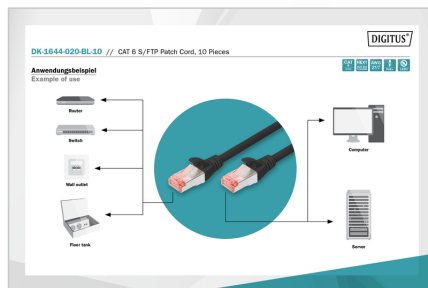 DIGITUS®
DK-1644-020-BL-10 // CAT 6 S/FTP Patch Cord, 10 Pieces
Anwendungsbeispiel
Example of use
Router
Switch
Wall outlet
Floor tank
Computer
Server